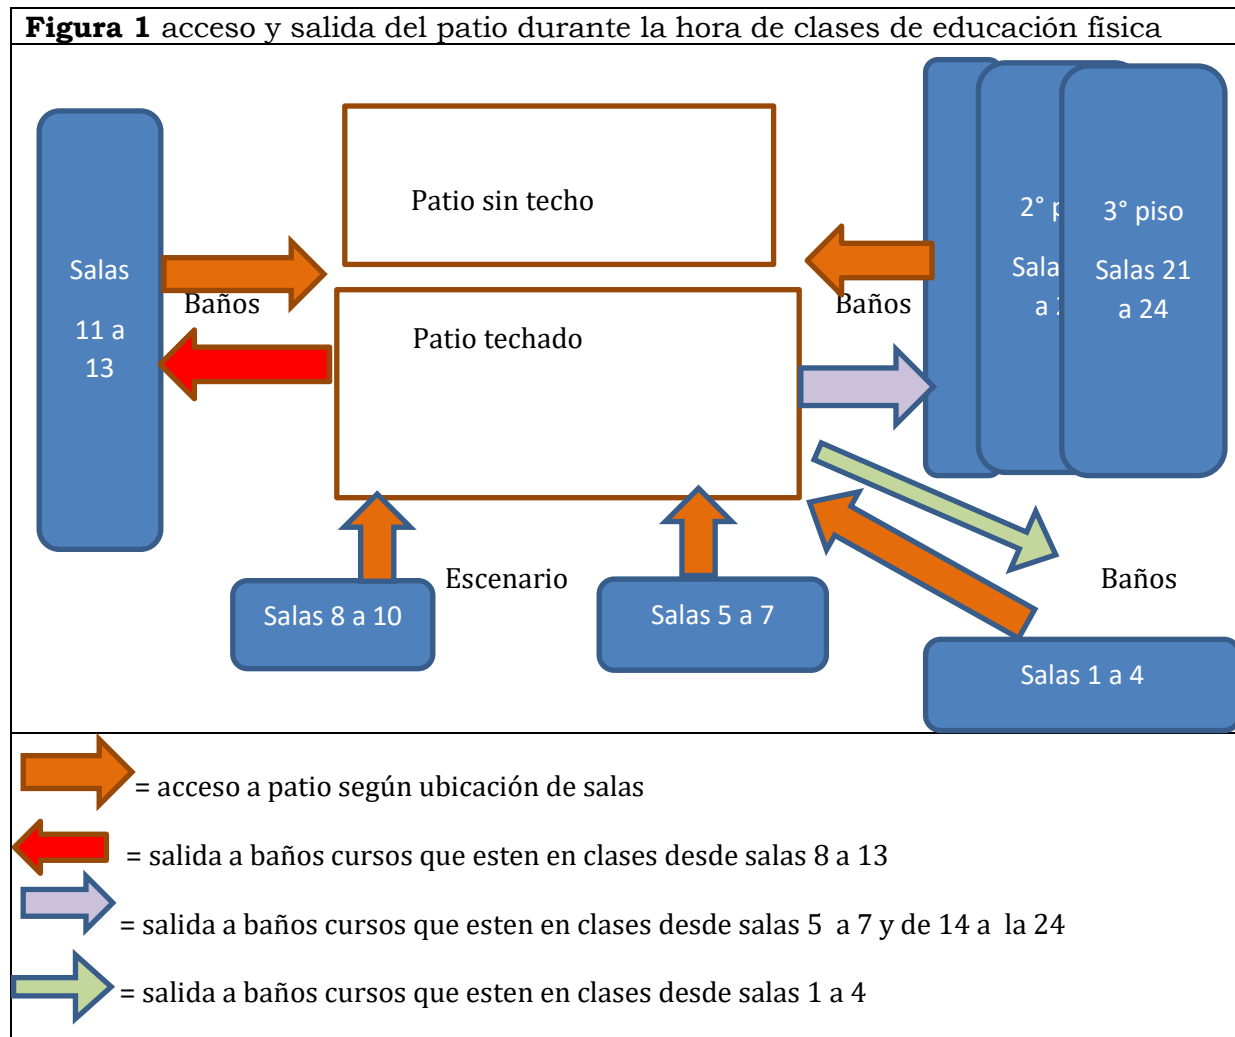 Figura 1 acceso y salida del patio durante la hora de clases de educación física
Patio sin techo
2° p
3° piso
Salas
11 a
13
Sala
a 2
Salas 21
a 24
Baños
Baños
Patio techado
Escenario
Baños
Salas 8 a 10
Salas 5 a 7
Salas 1 a 4
= acceso a patio según ubicación de salas
= salida a baños cursos que esten en clases desde salas 8 a 13
= salida a baños cursos que esten en clases desde salas 5 a 7 y de 14 a la 24
= salida a baños cursos que esten en clases desde salas 1 a 4